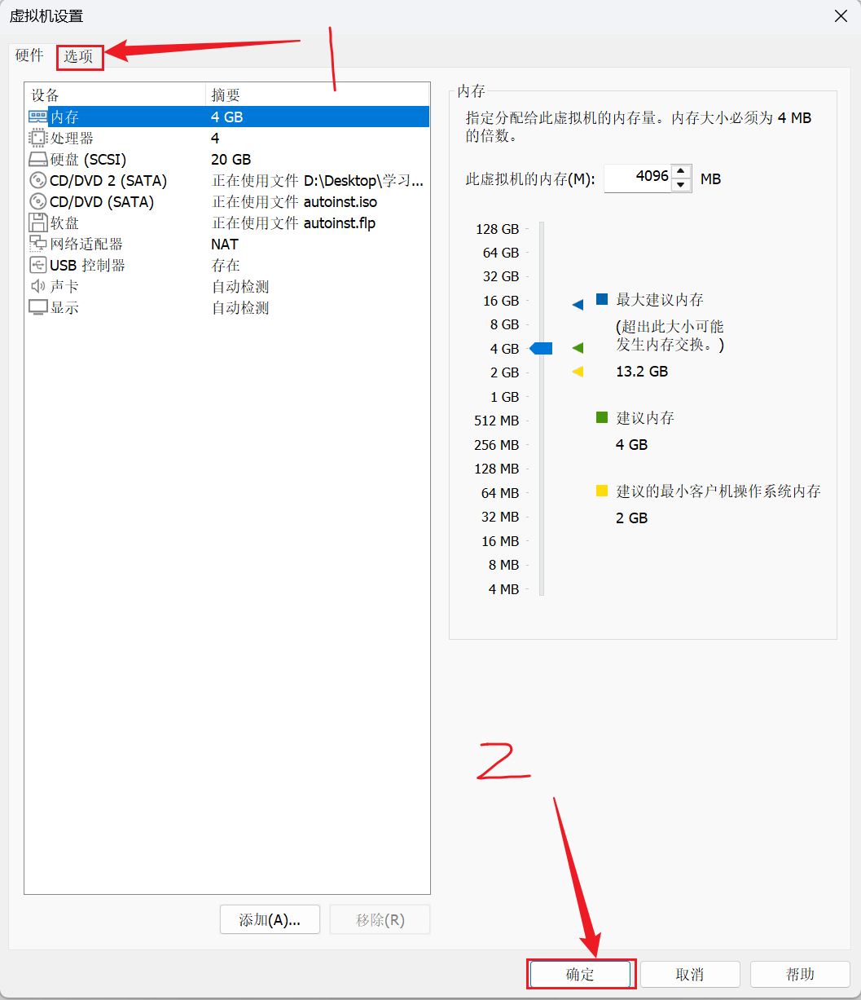 虚拟机设置
硬件 选项
1
设备 摘要
内存 4 GB
处理器 4
硬盘 (SCSI) 20 GB
CD/DVD 2 (SATA) 正在使用文件 D:\Desktop\学习...
CD/DVD (SATA) 正在使用文件 autoinst.iso
软盘 正在使用文件 autoinst.flp
网络适配器 NAT
USB 控制器 存在
声卡 自动检测
显示 自动检测
添加(A)... 移除(R)
内存
指定分配给此虚拟机的内存量。内存大小必须为 4 MB
的倍数。
此虚拟机的内存(M): 4096 MB
128 GB
64 GB
32 GB
16 GB
8 GB
4 GB
2 GB
1 GB
512 MB
256 MB
128 MB
64 MB
32 MB
16 MB
8 MB
4 MB
最大建议内存
(超出此大小可能
发生内存交换。)
13.2 GB
建议内存
4 GB
建议的最小客户机操作系统内存
2 GB
2
确定 取消 帮助